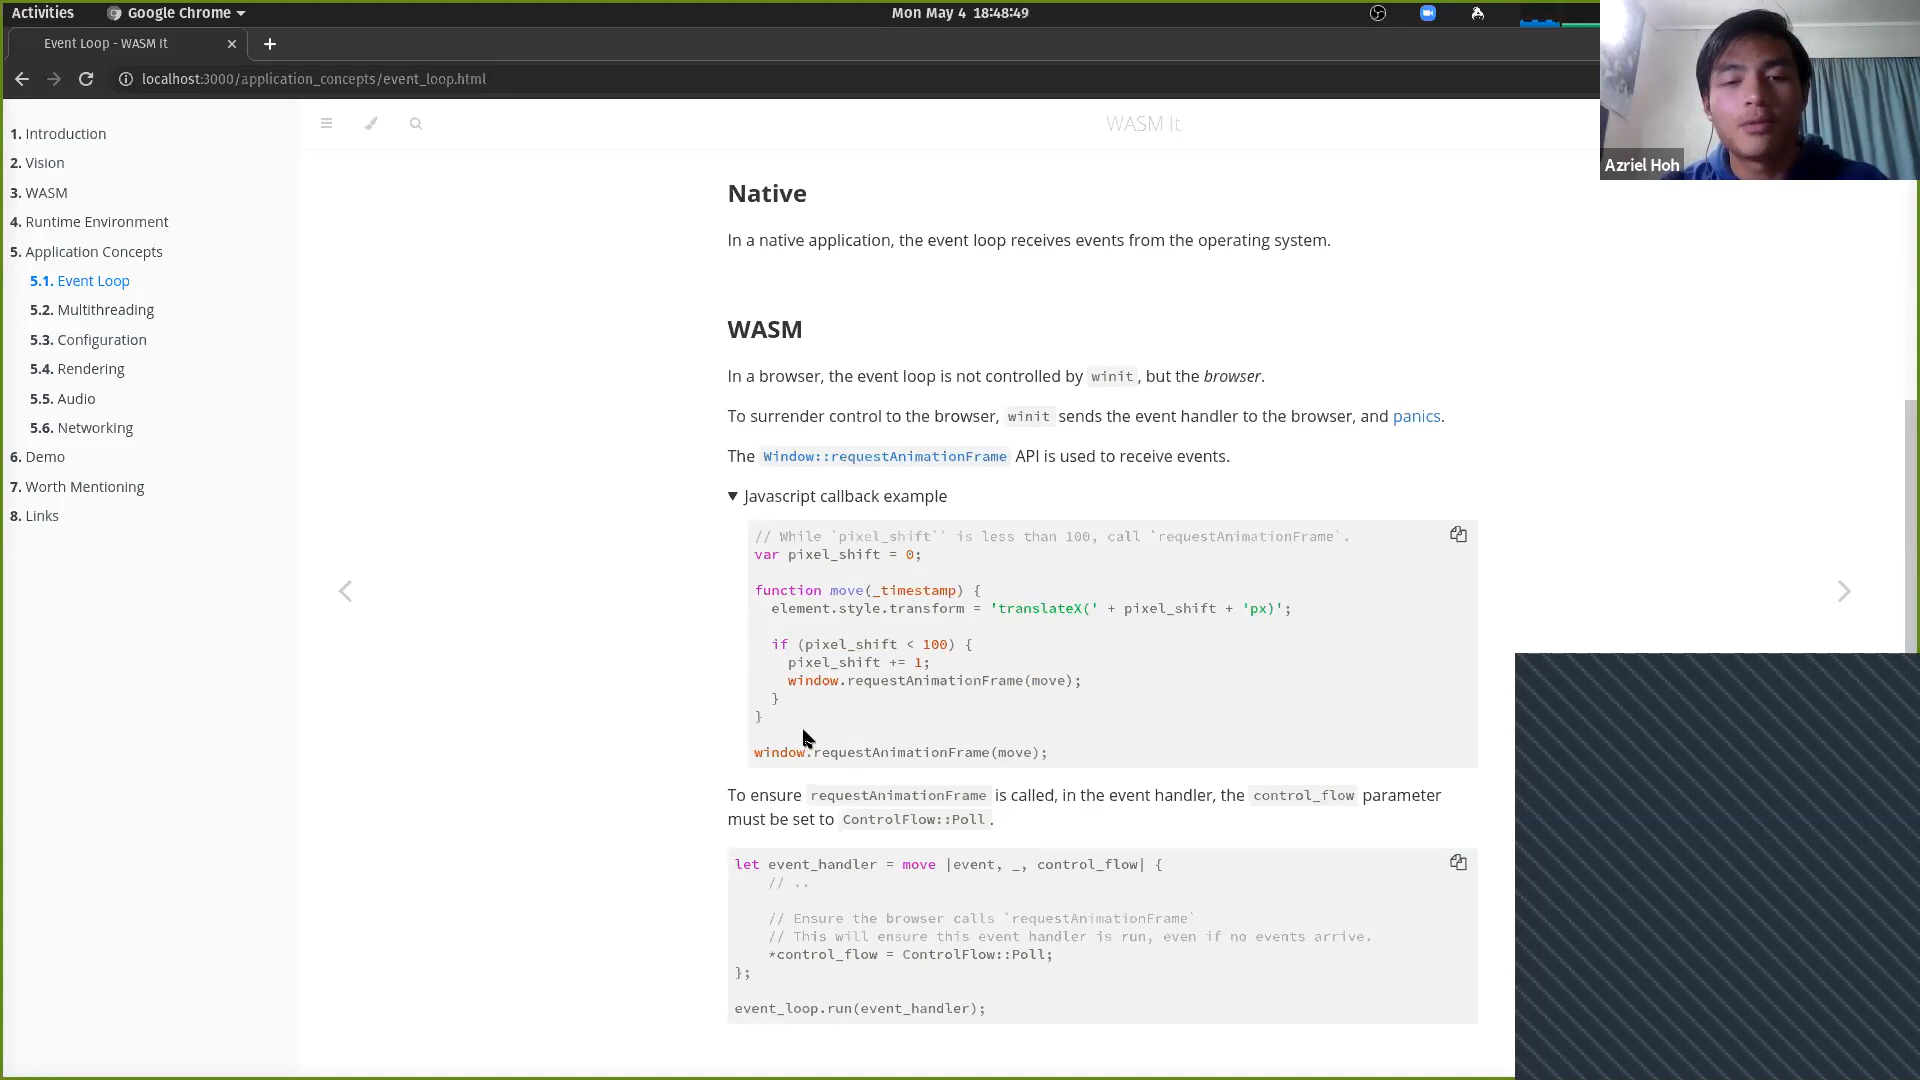 Activities
Google Chrome
Mon May 4 18:48:49
Event Loop - WASM It
localhost:3000/application_concepts/event_loop.html
Azriel Hoh
1. Introduction
2. Vision
3. WASM
4. Runtime Environment
5. Application Concepts
5.1. Event Loop
5.2. Multithreading
5.3. Configuration
5.4. Rendering
5.5. Audio
5.6. Networking
6. Demo
7. Worth Mentioning
8. Links
WASM It
Native
In a native application, the event loop receives events from the operating system.
WASM
In a browser, the event loop is not controlled by winit, but the browser.
To surrender control to the browser, winit sends the event handler to the browser, and panics.
The Window::requestAnimationFrame API is used to receive events.
▼ Javascript callback example
// While `pixel_shift`` is less than 100, call `requestAnimationFrame`.
var pixel_shift = 0;
function move(_timestamp) {
element.style.transform = 'translateX(' + pixel_shift + 'px)';
if (pixel_shift < 100) {
pixel_shift += 1;
window.requestAnimationFrame(move);
}
}
window.requestAnimationFrame(move);
To ensure requestAnimationFrame is called, in the event handler, the control_flow parameter
must be set to ControlFlow::Poll.
let event_handler = move |event, _, control_flow| {
// ..
// Ensure the browser calls `requestAnimationFrame`
// This will ensure this event handler is run, even if no events arrive.
*control_flow = ControlFlow::Poll;
};
event_loop.run(event_handler);